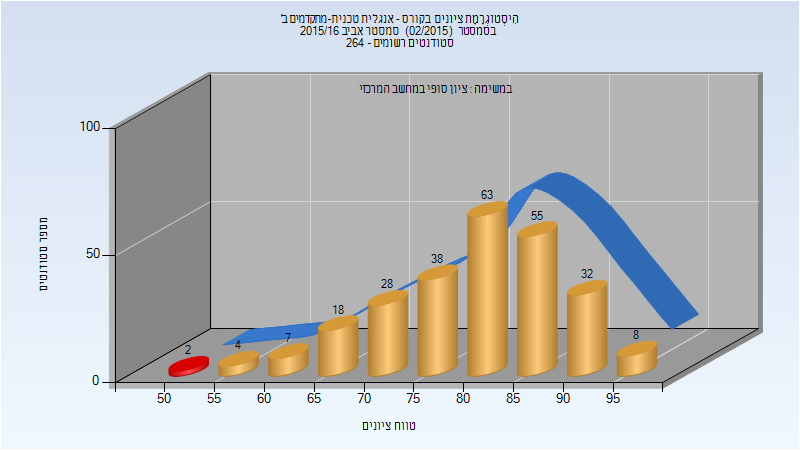 היסטוגרמת ציונים בקורס - אנגלית טכנית-מתקדמים ב'
בסמסטר (02/2015) סמסטר אביב 2015/16
סטודנטים רשומים - 264
במשימה : ציון סופי במחשב המרכזי
100
50
0
מספר סטודנטים
2
4
7
18
28
38
63
55
32
8
50 55 60 65 70 75 80 85 90 95
טווח ציונים